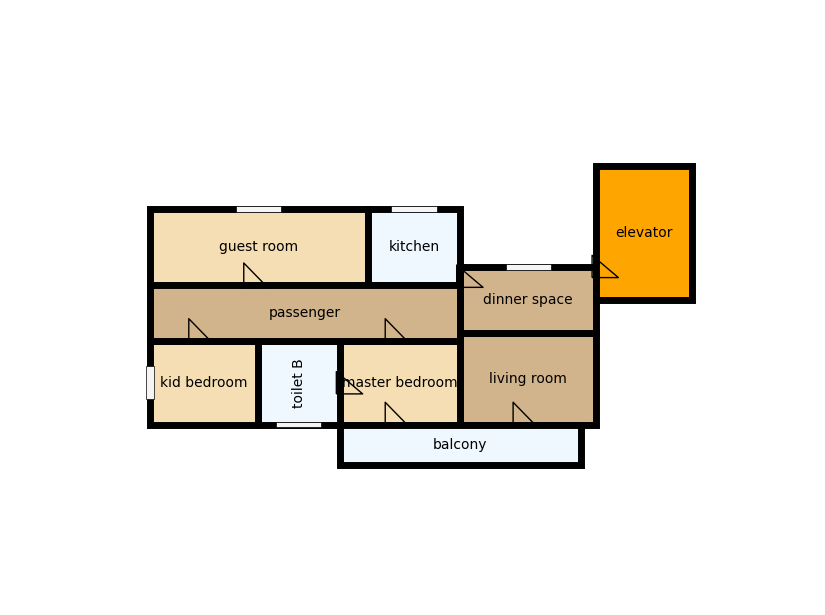 elevator
guest room
kitchen
dinner space
passenger
kid bedroom
toilet B
master bedroom
living room
balcony